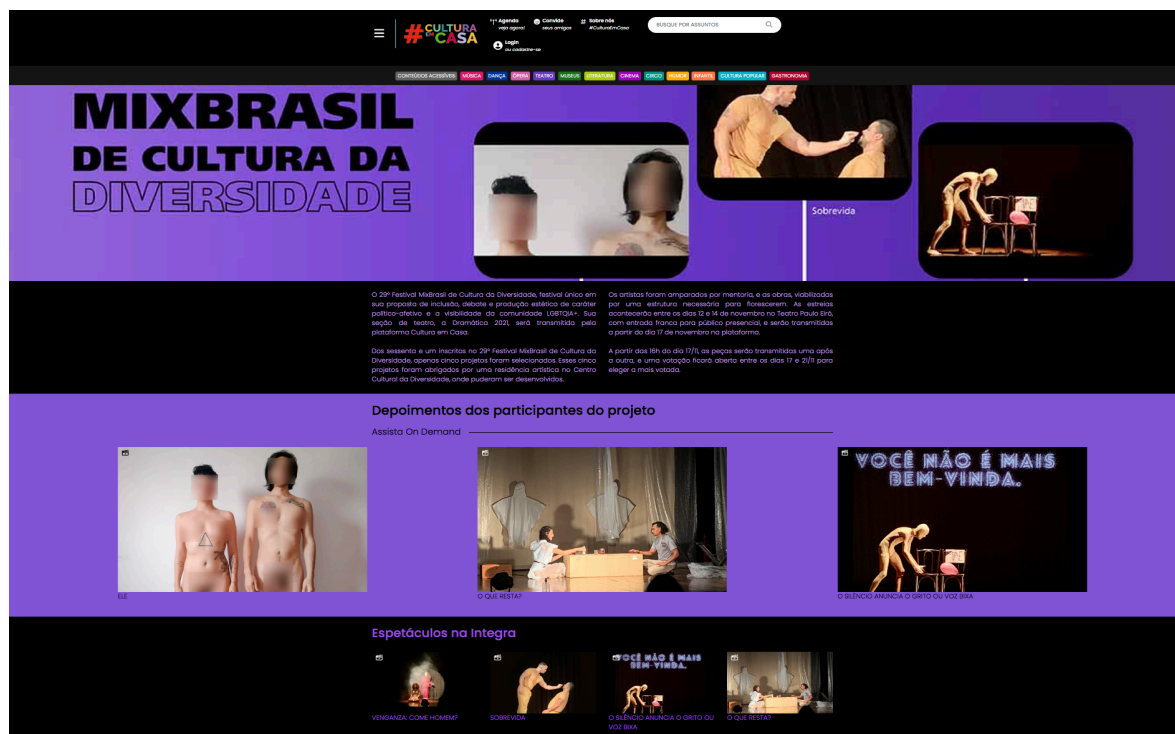 #CULTURA
EM CASA
Agenda
veja agora!
Convide
seus amigos
# Sobre nós
#CulturaEmCasa
BUSQUE POR ASSUNTOS
Login
ou cadastre-se
CONTEÚDOS ACESSÍVEIS MÚSICA DANÇA ÓPERA TEATRO MUSEUS LITERATURA CINEMA CIRCO HUMOR INFANTIL CULTURA POPULAR GASTRONOMIA
MIXBRASIL
DE CULTURA DA
DIVERSIDADE
Sobrevida
O 29º Festival MixBrasil de Cultura da Diversidade, festival único em
sua proposta de inclusão, debate e produção estética de caráter
político-afetivo e a visibilidade da comunidade LGBTQIA+. Sua
seção de teatro, a Dramática 2021, será transmitida pela
plataforma Cultura em Casa.
Dos sessenta e um inscritos no 29º Festival MixBrasil de Cultura da
Diversidade, apenas cinco projetos foram selecionados. Esses cinco
projetos foram abrigados por uma residência artística no Centro
Cultural da Diversidade, onde puderam ser desenvolvidos.
Os artistas foram amparados por mentoria, e as obras, viabilizadas
por uma estrutura necessária para florescerem. As estreias
acontecerão entre os dias 12 e 14 de novembro no Teatro Paulo Eiró,
com entrada franca para público presencial, e serão transmitidas
a partir do dia 17 de novembro na plataforma.
A partir das 16h do dia 17/11, as peças serão transmitidas uma após
a outra, e uma votação ficará aberta entre os dias 17 e 21/11 para
eleger a mais votada.
Depoimentos dos participantes do projeto
Assista On Demand
VOCÊ NÃO É MAIS
BEM-VINDA.
ELE
O QUE RESTA?
O SILÊNCIO ANUNCIA O GRITO OU VOZ BIXA
Espetáculos na Integra
VOCÊ NÃO É MAIS
BEM-VINDA.
VENGANZA: COME HOMEM?
SOBREVIDA
O SILÊNCIO ANUNCIA O GRITO OU
VOZ BIXA
O QUE RESTA?